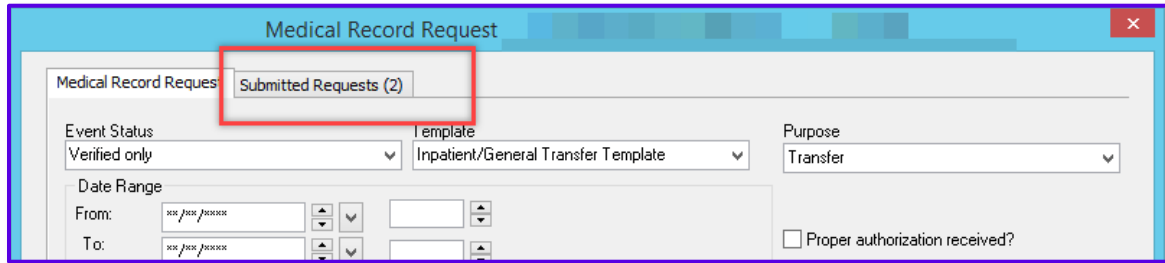 Medical Record Request
Medical Record Request Submitted Requests (2)
Event Status Template Purpose
Verified only Inpatient/General Transfer Template Transfer
Date Range
From: **/**/****
To: **/**/****
Proper authorization received?